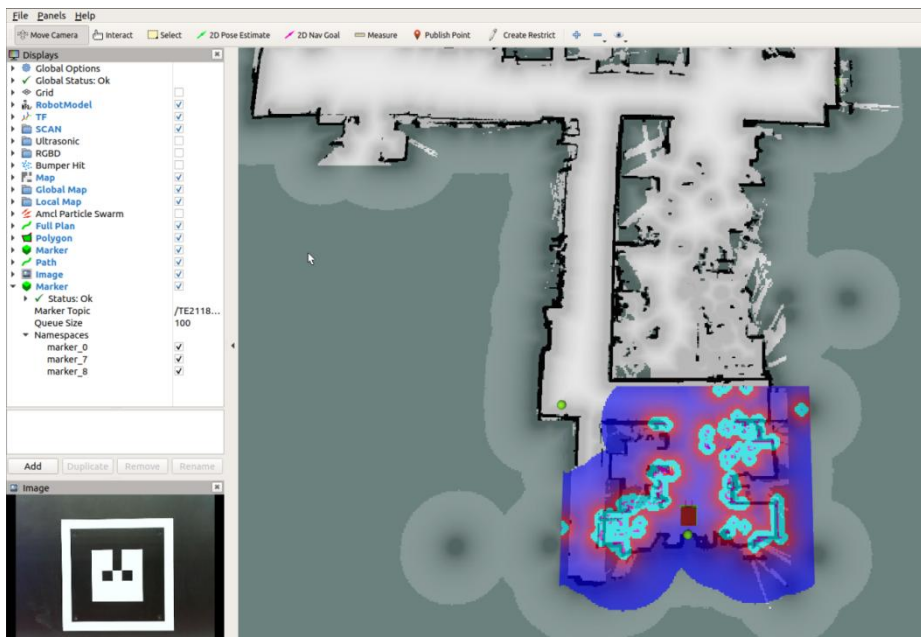 File Panels Help
Move Camera Interact Select 2D Pose Estimate 2D Nav Goal Measure Publish Point Create Restrict
Displays
Global Options
Global Status: Ok
Grid
RobotModel
TF
SCAN
Ultrasonic
RGBD
Bumper Hit
Map
Global Map
Local Map
Amcl Particle Swarm
Full Plan
Polygon
Marker
Path
Image
Marker
Status: Ok
Marker Topic /TE2118...
Queue Size 100
Namespaces
marker_0
marker_7
marker_8
Add Duplicate Remove Rename
Image